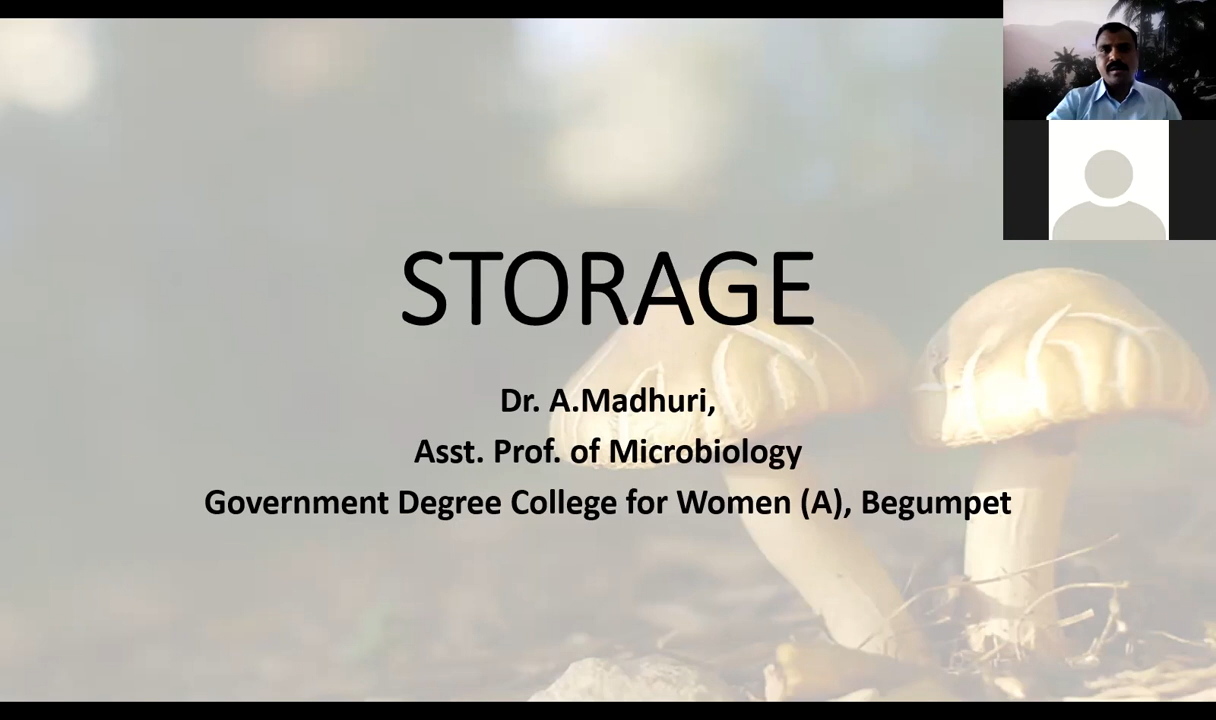 STORAGE
Dr. A.Madhuri,
Asst. Prof. of Microbiology
Government Degree College for Women (A), Begumpet